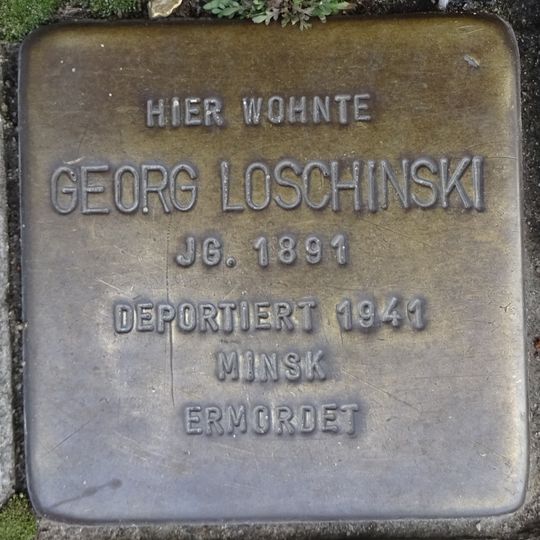 HIER WOHNTE
GEORG LOSCHINSKI
JG. 1891
DEPORTIERT 1941
MINSK
ERMORDET